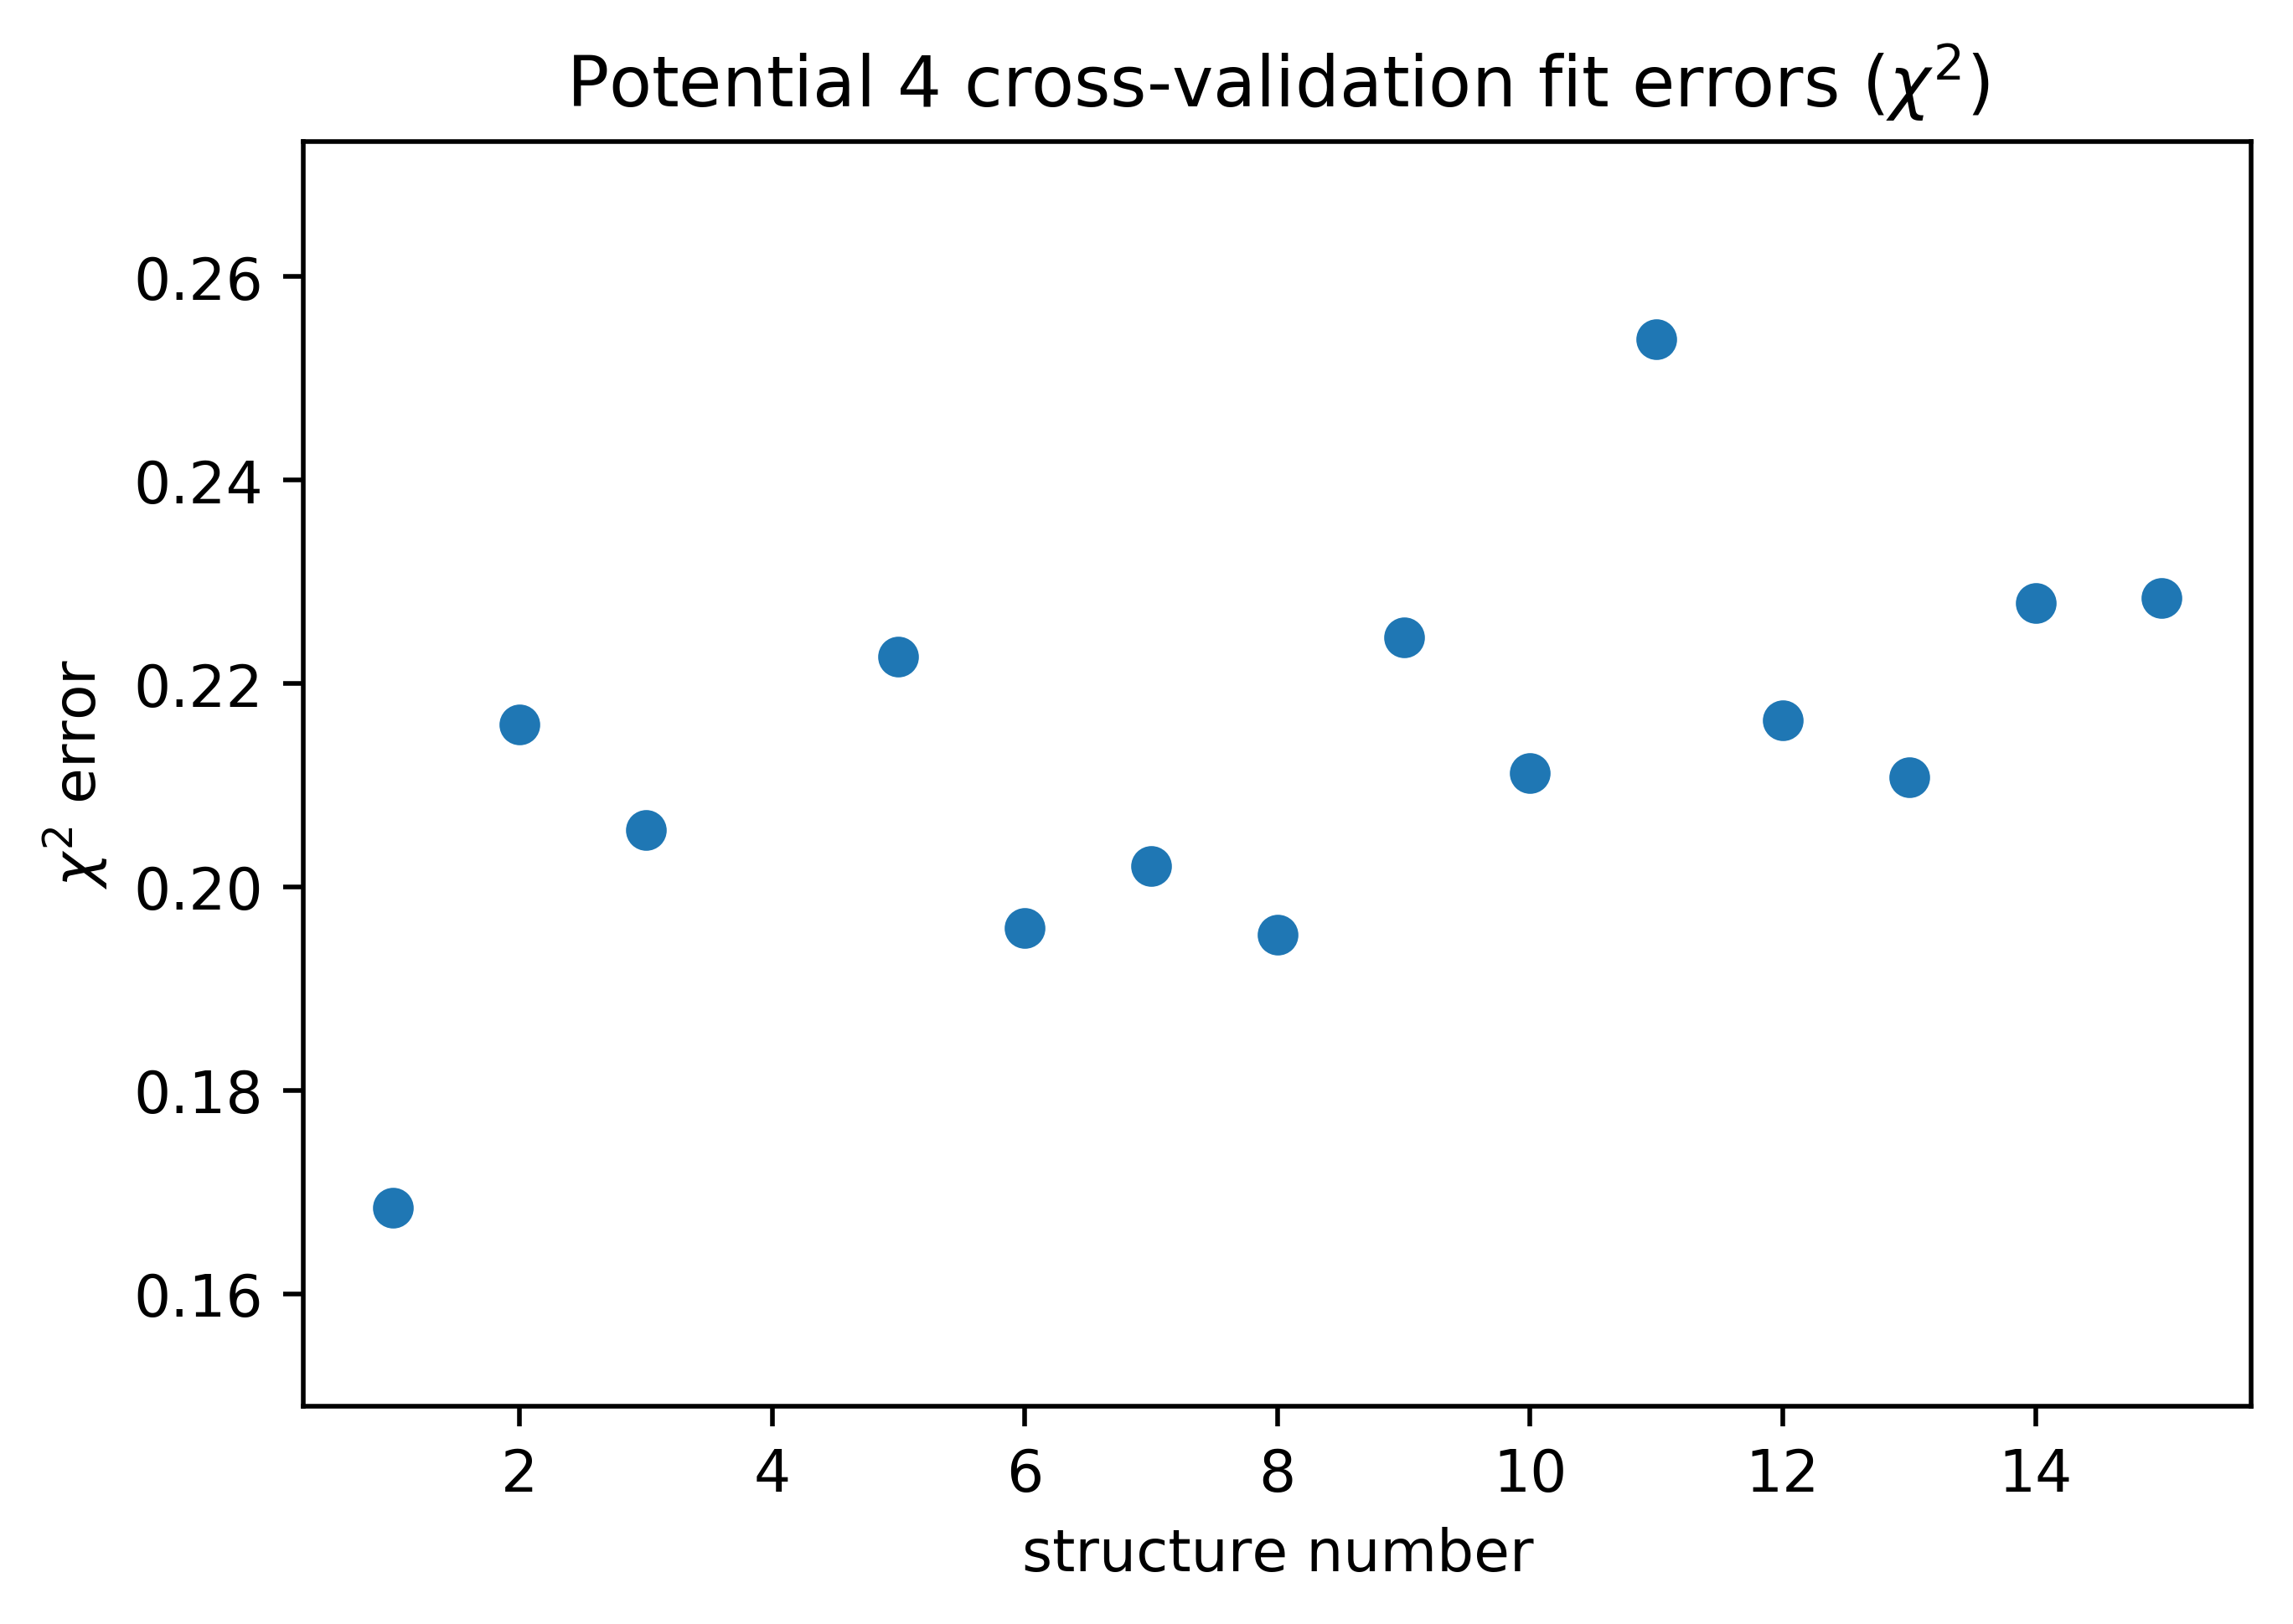 Potential 4 cross-validation fit errors (χ²)
0.26
0.24
0.22
0.20
0.18
0.16
χ² error
2 4 6 8 10 12 14
structure number